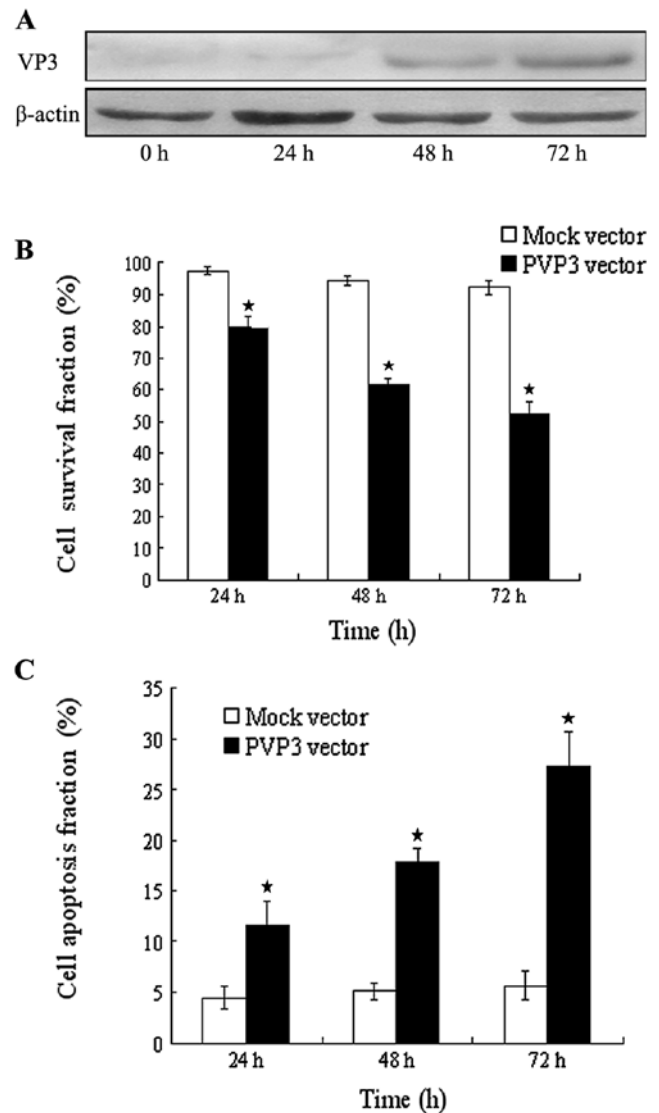 A
VP3
β-actin
0 h 24 h 48 h 72 h
B
Mock vector
PVP3 vector
Cell survival fraction (%)
100
90
80
70
60
50
40
30
20
10
0
★ ★ ★
24 h 48 h 72 h
Time (h)
C
Mock vector
PVP3 vector
Cell apoptosis fraction (%)
35
30
25
20
15
10
5
0
★ ★ ★
24 h 48 h 72 h
Time (h)